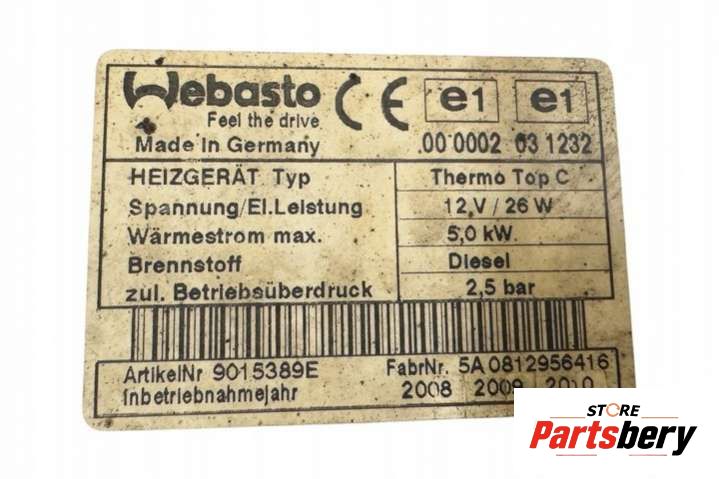 Webasto
Feel the drive
Made in Germany
CE e1 e1
.00 0002 03 1232
HEIZGERÄT Typ Thermo Top C
Spannung/El.Leistung 12 V / 26 W
Wärmestrom max. 5,0 kW
Brennstoff Diesel
zul. Betriebsüberdruck 2,5 bar
ArtikelNr 9015389E FabrNr. 5A 0812956416
Inbetriebnahmejahr 2008 2009 2010
STORE
Partsbery